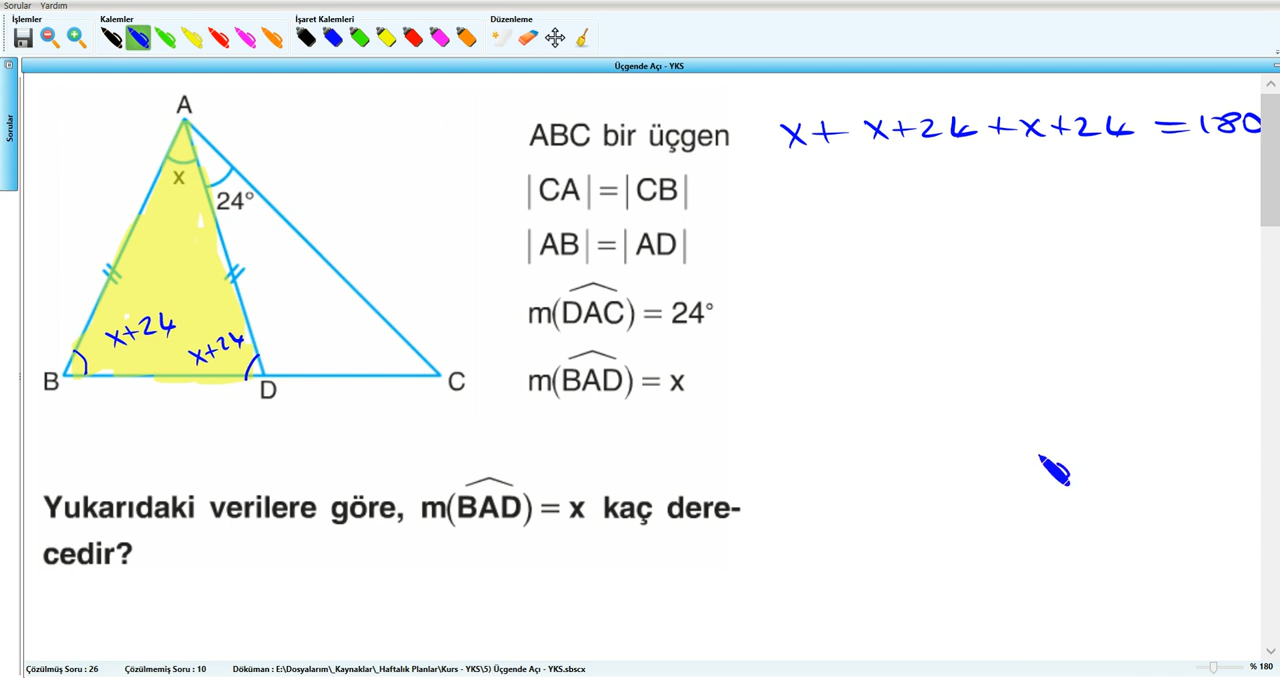 Sorular Yardım
İşlemler Kalemler İşaret Kalemleri Düzenleme
Üçgende Açı - YKS
Sorular
A
x
24°
x+24
x+24
B
D
C
ABC bir üçgen
|CA|=|CB|
|AB|=|AD|
m(DAC) = 24°
m(BAD) = x
x+ x+24 +x+24 =180
Yukarıdaki verilere göre, m(BAD) = x kaç dere-
cedir?
Çözülmüş Soru : 26 Çözülmemiş Soru : 10 Döküman : E:\Dosyalarım\_Kaynaklar\_Haftalık Planlar\Kurs - YKS\5) Üçgende Açı - YKS.sbscx % 180